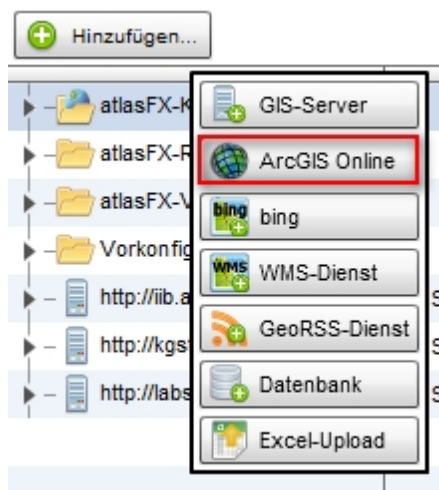 Hinzufügen...
atlasFX-K
GIS-Server
atlasFX-R
ArcGIS Online
atlasFX-V
bing
bing
Vorkonfig
WMS
WMS-Dienst
http://iib.a
GeoRSS-Dienst
http://kgs
Datenbank
http://labs
Excel-Upload